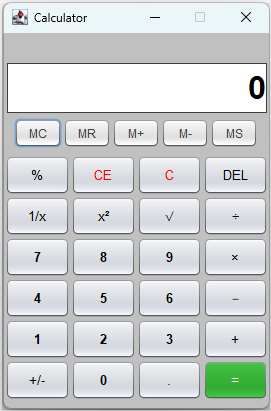 Calculator
0
MC MR M+ M- MS
% CE C DEL
1/x x² √ ÷
7 8 9 ×
4 5 6 −
1 2 3 +
+/- 0 . =